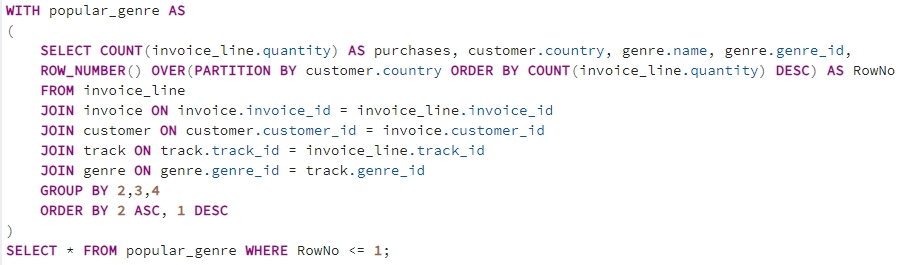 WITH popular_genre AS
(
    SELECT COUNT(invoice_line.quantity) AS purchases, customer.country, genre.name, genre.genre_id,
    ROW_NUMBER() OVER(PARTITION BY customer.country ORDER BY COUNT(invoice_line.quantity) DESC) AS RowNo
    FROM invoice_line
    JOIN invoice ON invoice.invoice_id = invoice_line.invoice_id
    JOIN customer ON customer.customer_id = invoice.customer_id
    JOIN track ON track.track_id = invoice_line.track_id
    JOIN genre ON genre.genre_id = track.genre_id
    GROUP BY 2,3,4
    ORDER BY 2 ASC, 1 DESC
)
SELECT * FROM popular_genre WHERE RowNo <= 1;